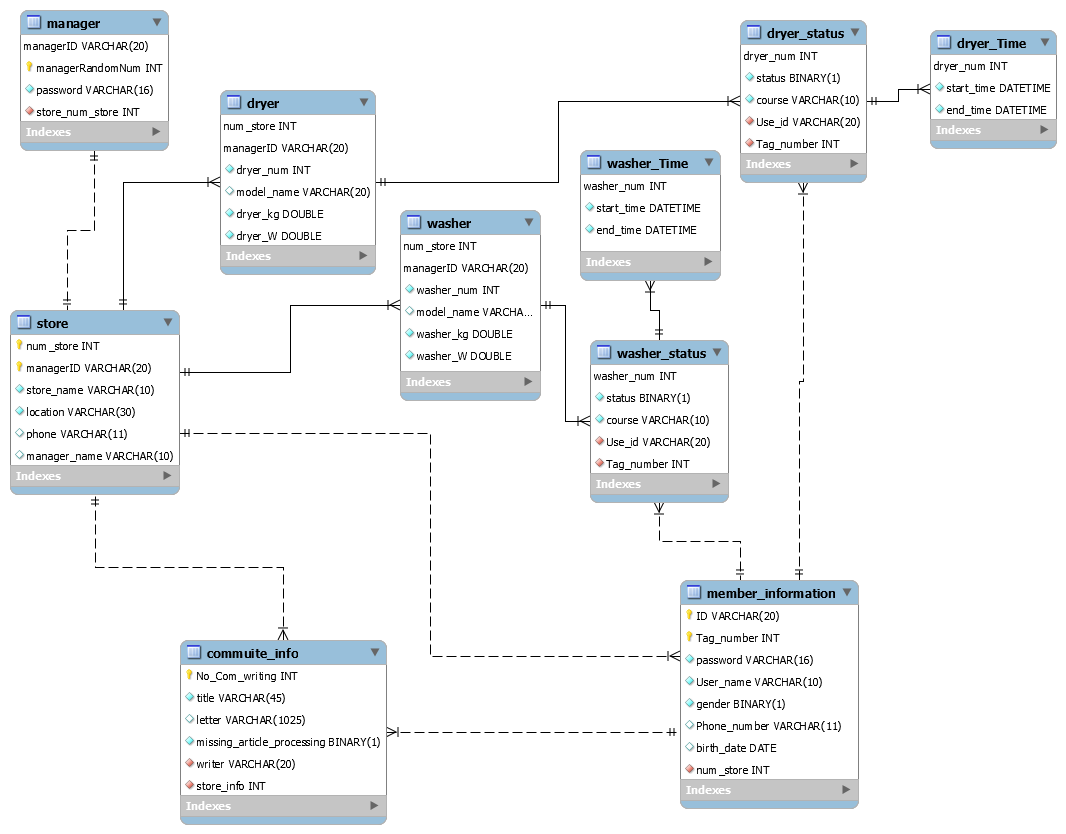 manager
managerID VARCHAR(20)
managerRandomNum INT
password VARCHAR(16)
store_num_store INT
Indexes
dryer
num_store INT
managerID VARCHAR(20)
dryer_num INT
model_name VARCHAR(20)
dryer_kg DOUBLE
dryer_W DOUBLE
Indexes
dryer_status
dryer_num INT
status BINARY(1)
course VARCHAR(10)
Use_id VARCHAR(20)
Tag_number INT
Indexes
dryer_Time
dryer_num INT
start_time DATETIME
end_time DATETIME
Indexes
washer_Time
washer_num INT
start_time DATETIME
end_time DATETIME
Indexes
washer
num_store INT
managerID VARCHAR(20)
washer_num INT
model_name VARCHA...
washer_kg DOUBLE
washer_W DOUBLE
Indexes
store
num_store INT
managerID VARCHAR(20)
store_name VARCHAR(10)
location VARCHAR(30)
phone VARCHAR(11)
manager_name VARCHAR(10)
Indexes
washer_status
washer_num INT
status BINARY(1)
course VARCHAR(10)
Use_id VARCHAR(20)
Tag_number INT
Indexes
member_information
ID VARCHAR(20)
Tag_number INT
password VARCHAR(16)
User_name VARCHAR(10)
gender BINARY(1)
Phone_number VARCHAR(11)
birth_date DATE
num_store INT
Indexes
commuite_info
No_Com_writing INT
title VARCHAR(45)
letter VARCHAR(1025)
missing_article_processing BINARY(1)
writer VARCHAR(20)
store_info INT
Indexes